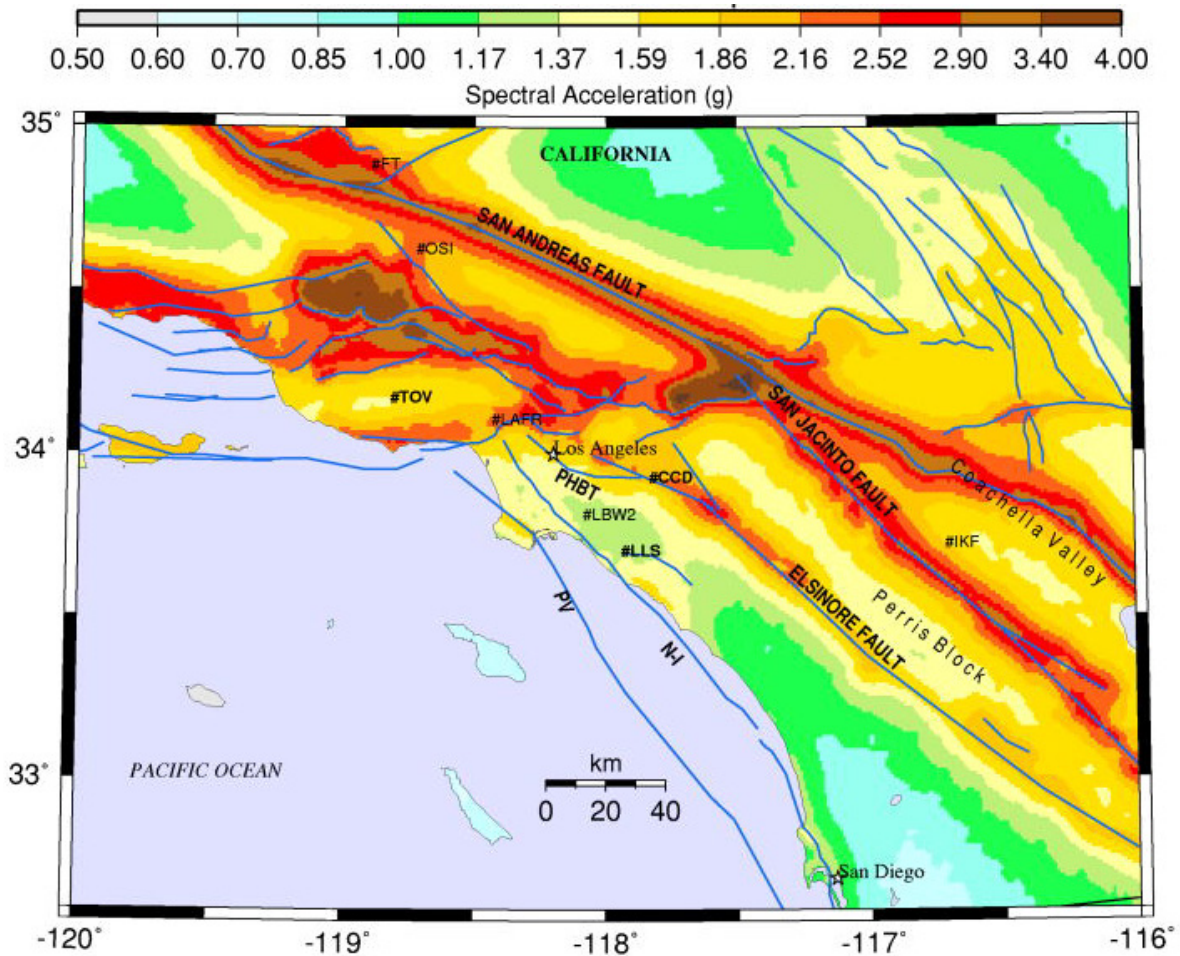 0.50 0.60 0.70 0.85 1.00 1.17 1.37 1.59 1.86 2.16 2.52 2.90 3.40 4.00
Spectral Acceleration (g)
35°
CALIFORNIA
#FT
SAN ANDREAS FAULT
#OSI
#TOV
#LAFR
SAN JACINTO FAULT
34°
Los Angeles
Coachella Valley
#CCD
PHBT
#LBW2
#IKF
#LLS
ELSINORE FAULT
Perris Block
PV
N-I
33°
PACIFIC OCEAN
km
0 20 40
San Diego
-120° -119° -118° -117° -116°